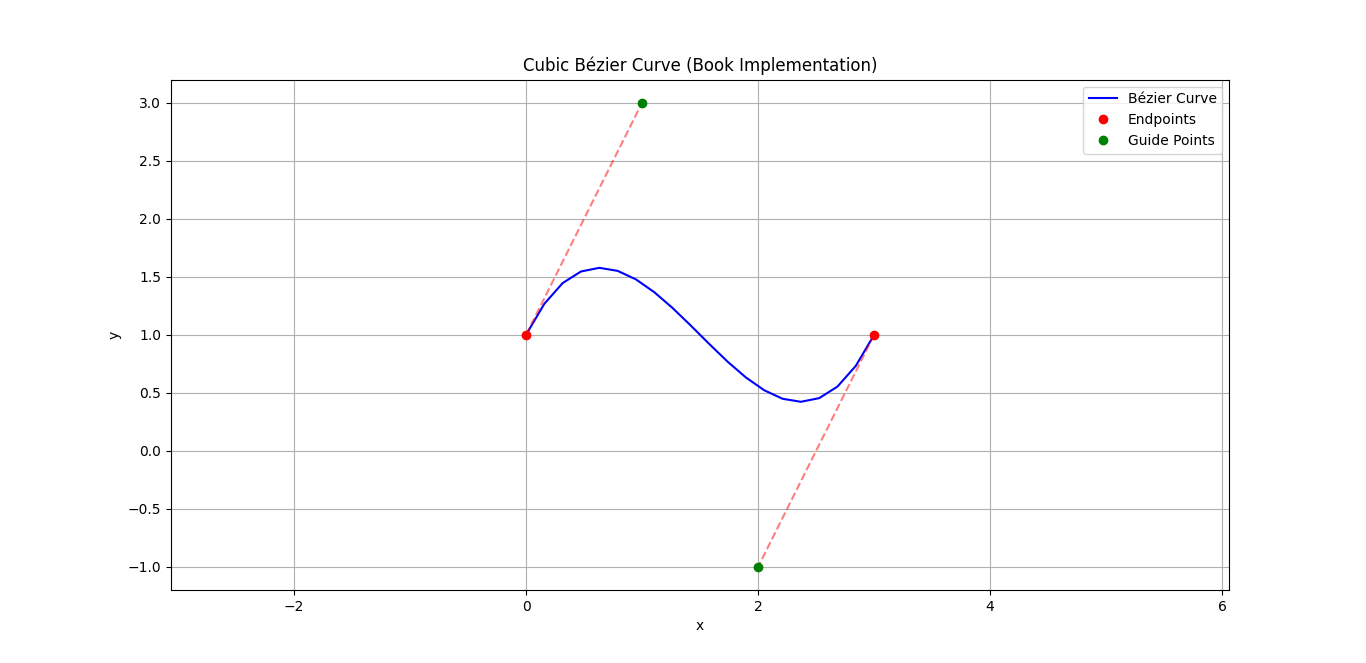 Cubic Bézier Curve (Book Implementation)
Bézier Curve
Endpoints
Guide Points
3.0
2.5
2.0
1.5
1.0
0.5
0.0
−0.5
−1.0
y
−2
0
2
4
6
x